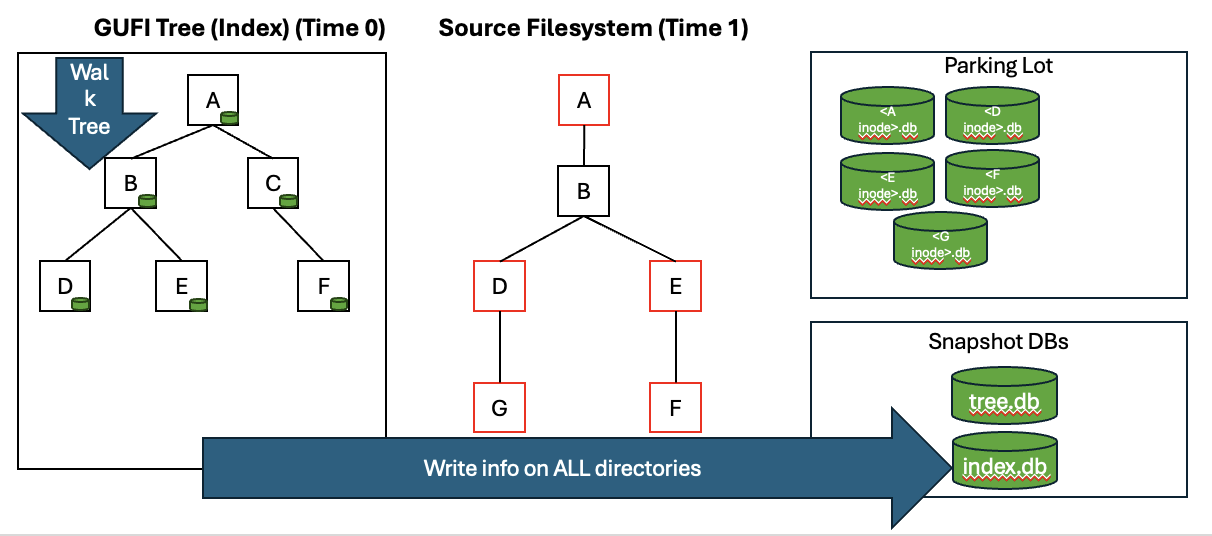 GUFI Tree (Index) (Time 0)
Source Filesystem (Time 1)
Wal
k
Tree
A
B
C
D
E
F
A
B
D
E
G
F
Parking Lot
<A
inode>.db
<D
inode>.db
<E
inode>.db
<F
inode>.db
<G
inode>.db
Snapshot DBs
tree.db
index.db
Write info on ALL directories